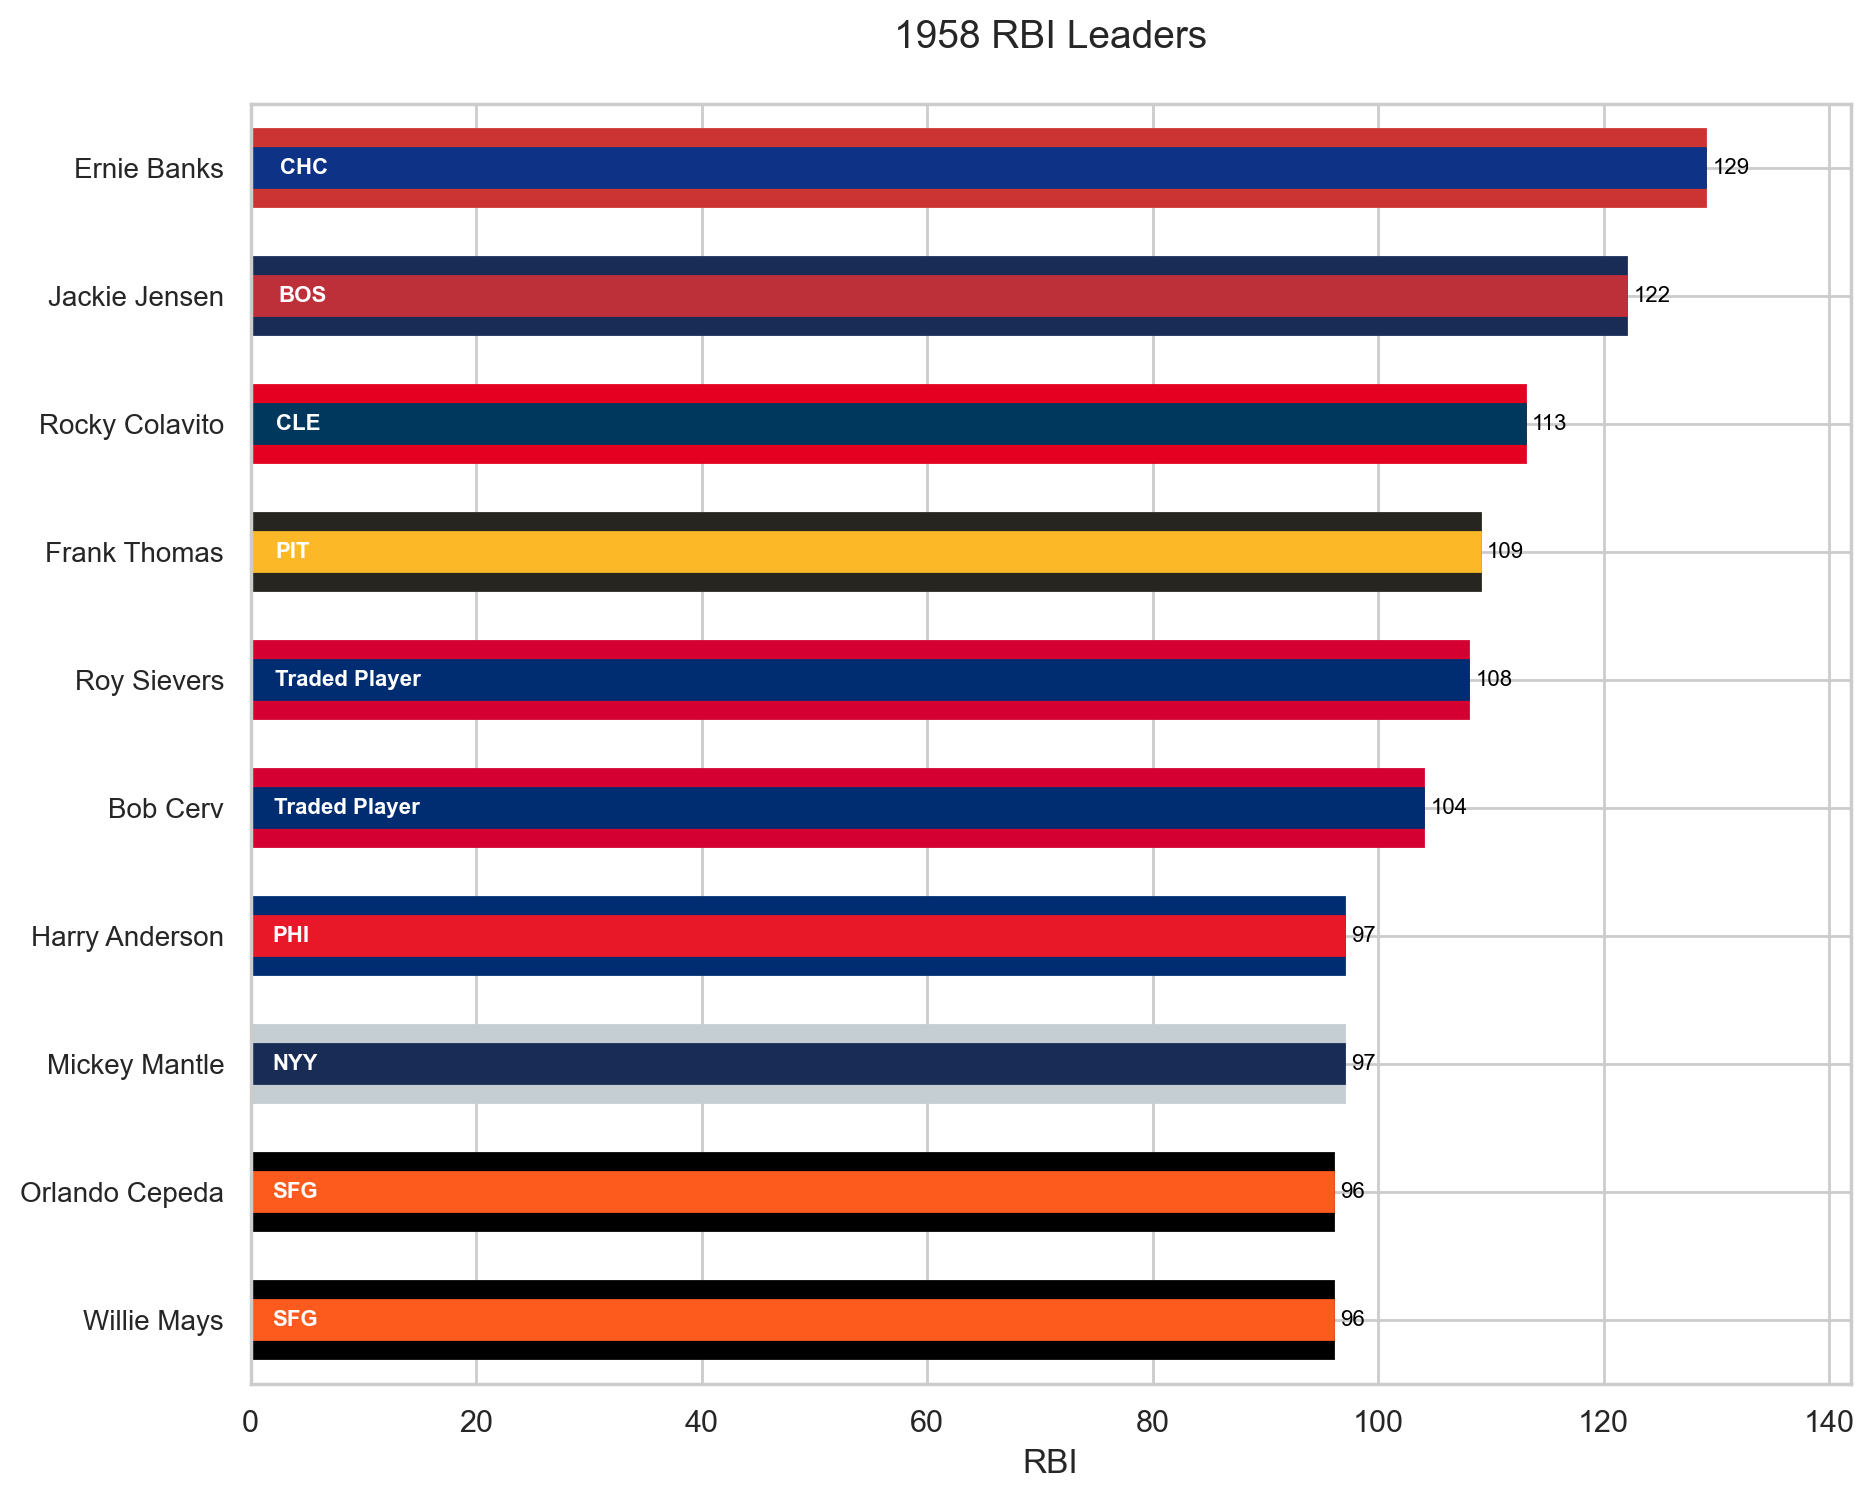 1958 RBI Leaders
Ernie Banks CHC 129
Jackie Jensen BOS 122
Rocky Colavito CLE 113
Frank Thomas PIT 109
Roy Sievers Traded Player 108
Bob Cerv Traded Player 104
Harry Anderson PHI 97
Mickey Mantle NYY 97
Orlando Cepeda SFG 96
Willie Mays SFG 96
0 20 40 60 80 100 120 140
RBI